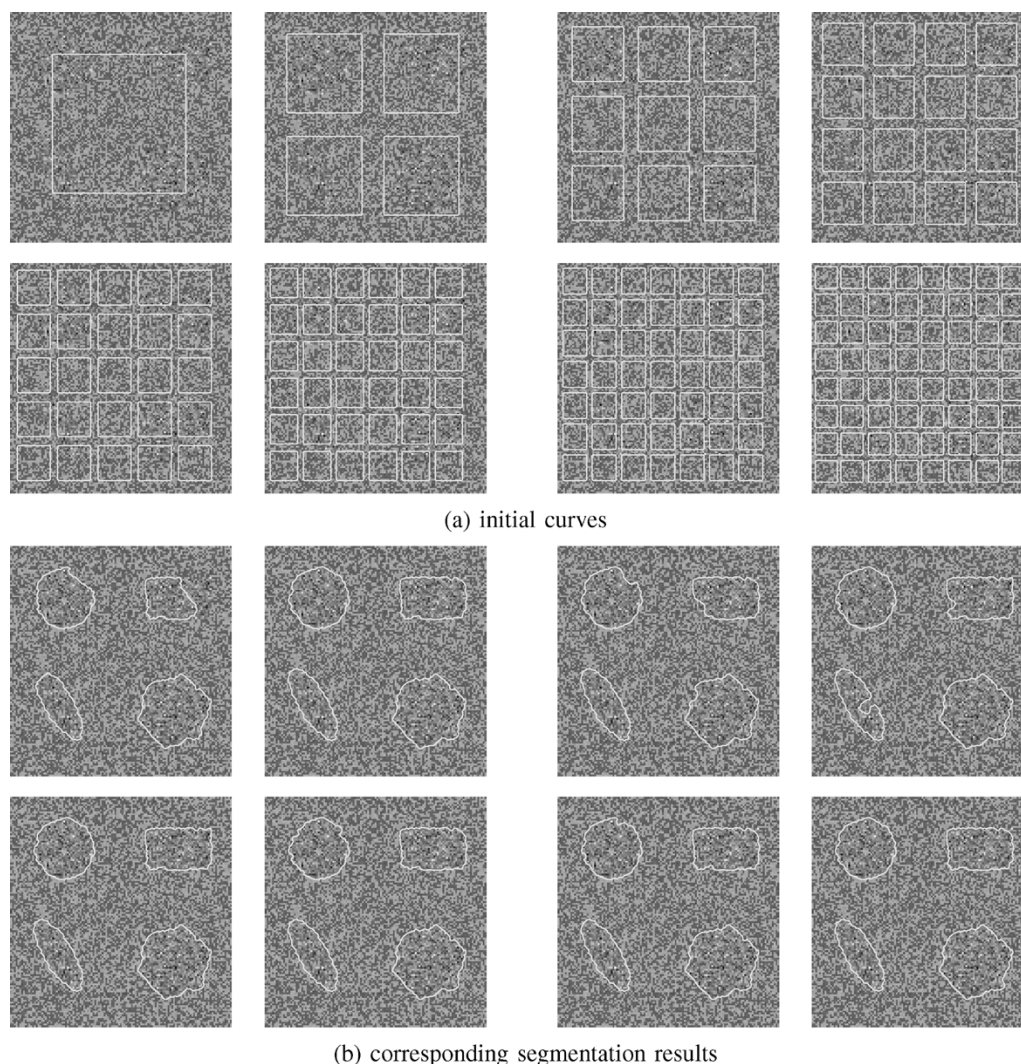 (a) initial curves
(b) corresponding segmentation results